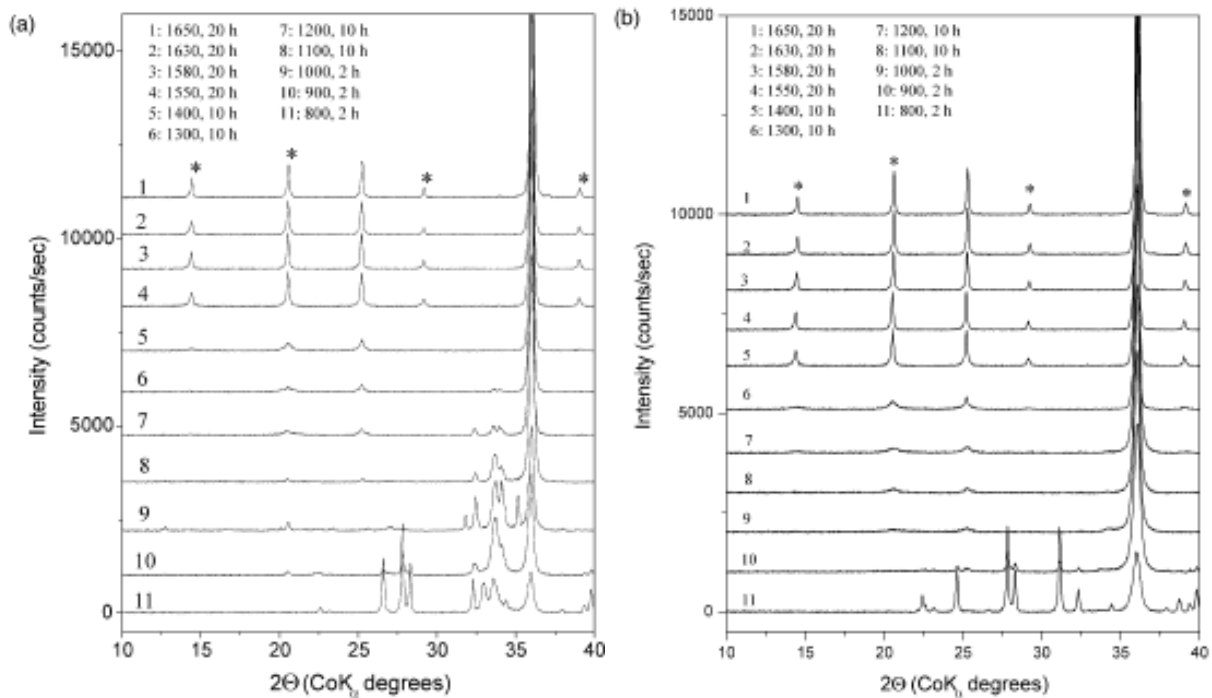 (a)
15000
1: 1650, 20 h 7: 1200, 10 h
2: 1630, 20 h 8: 1100, 10 h
3: 1580, 20 h 9: 1000, 2 h
4: 1550, 20 h 10: 900, 2 h
5: 1400, 10 h 11: 800, 2 h
6: 1300, 10 h
* * * *
1
2
10000
3
4
5
6
5000
7
8
9
10
0
11
10 15 20 25 30 35 40
Intensity (counts/sec)
2Θ (CoKα degrees)
(b)
15000
1: 1650, 20 h 7: 1200, 10 h
2: 1630, 20 h 8: 1100, 10 h
3: 1580, 20 h 9: 1000, 2 h
4: 1550, 20 h 10: 900, 2 h
5: 1400, 10 h 11: 800, 2 h
6: 1300, 10 h
* * * *
1
10000
2
3
4
5
6
5000
7
8
9
10
11
0
10 15 20 25 30 35 40
Intensity (counts/sec)
2Θ (CoKα degrees)